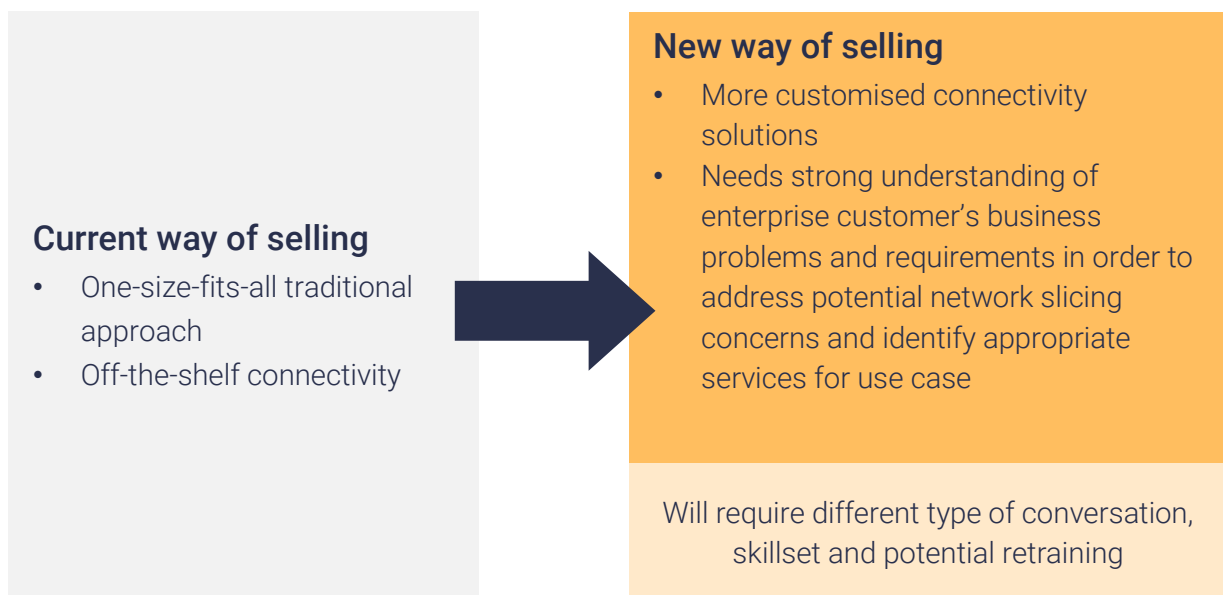 Current way of selling
• One-size-fits-all traditional
approach
• Off-the-shelf connectivity
New way of selling
• More customised connectivity
solutions
• Needs strong understanding of
enterprise customer’s business
problems and requirements in order to
address potential network slicing
concerns and identify appropriate
services for use case
Will require different type of conversation,
skillset and potential retraining